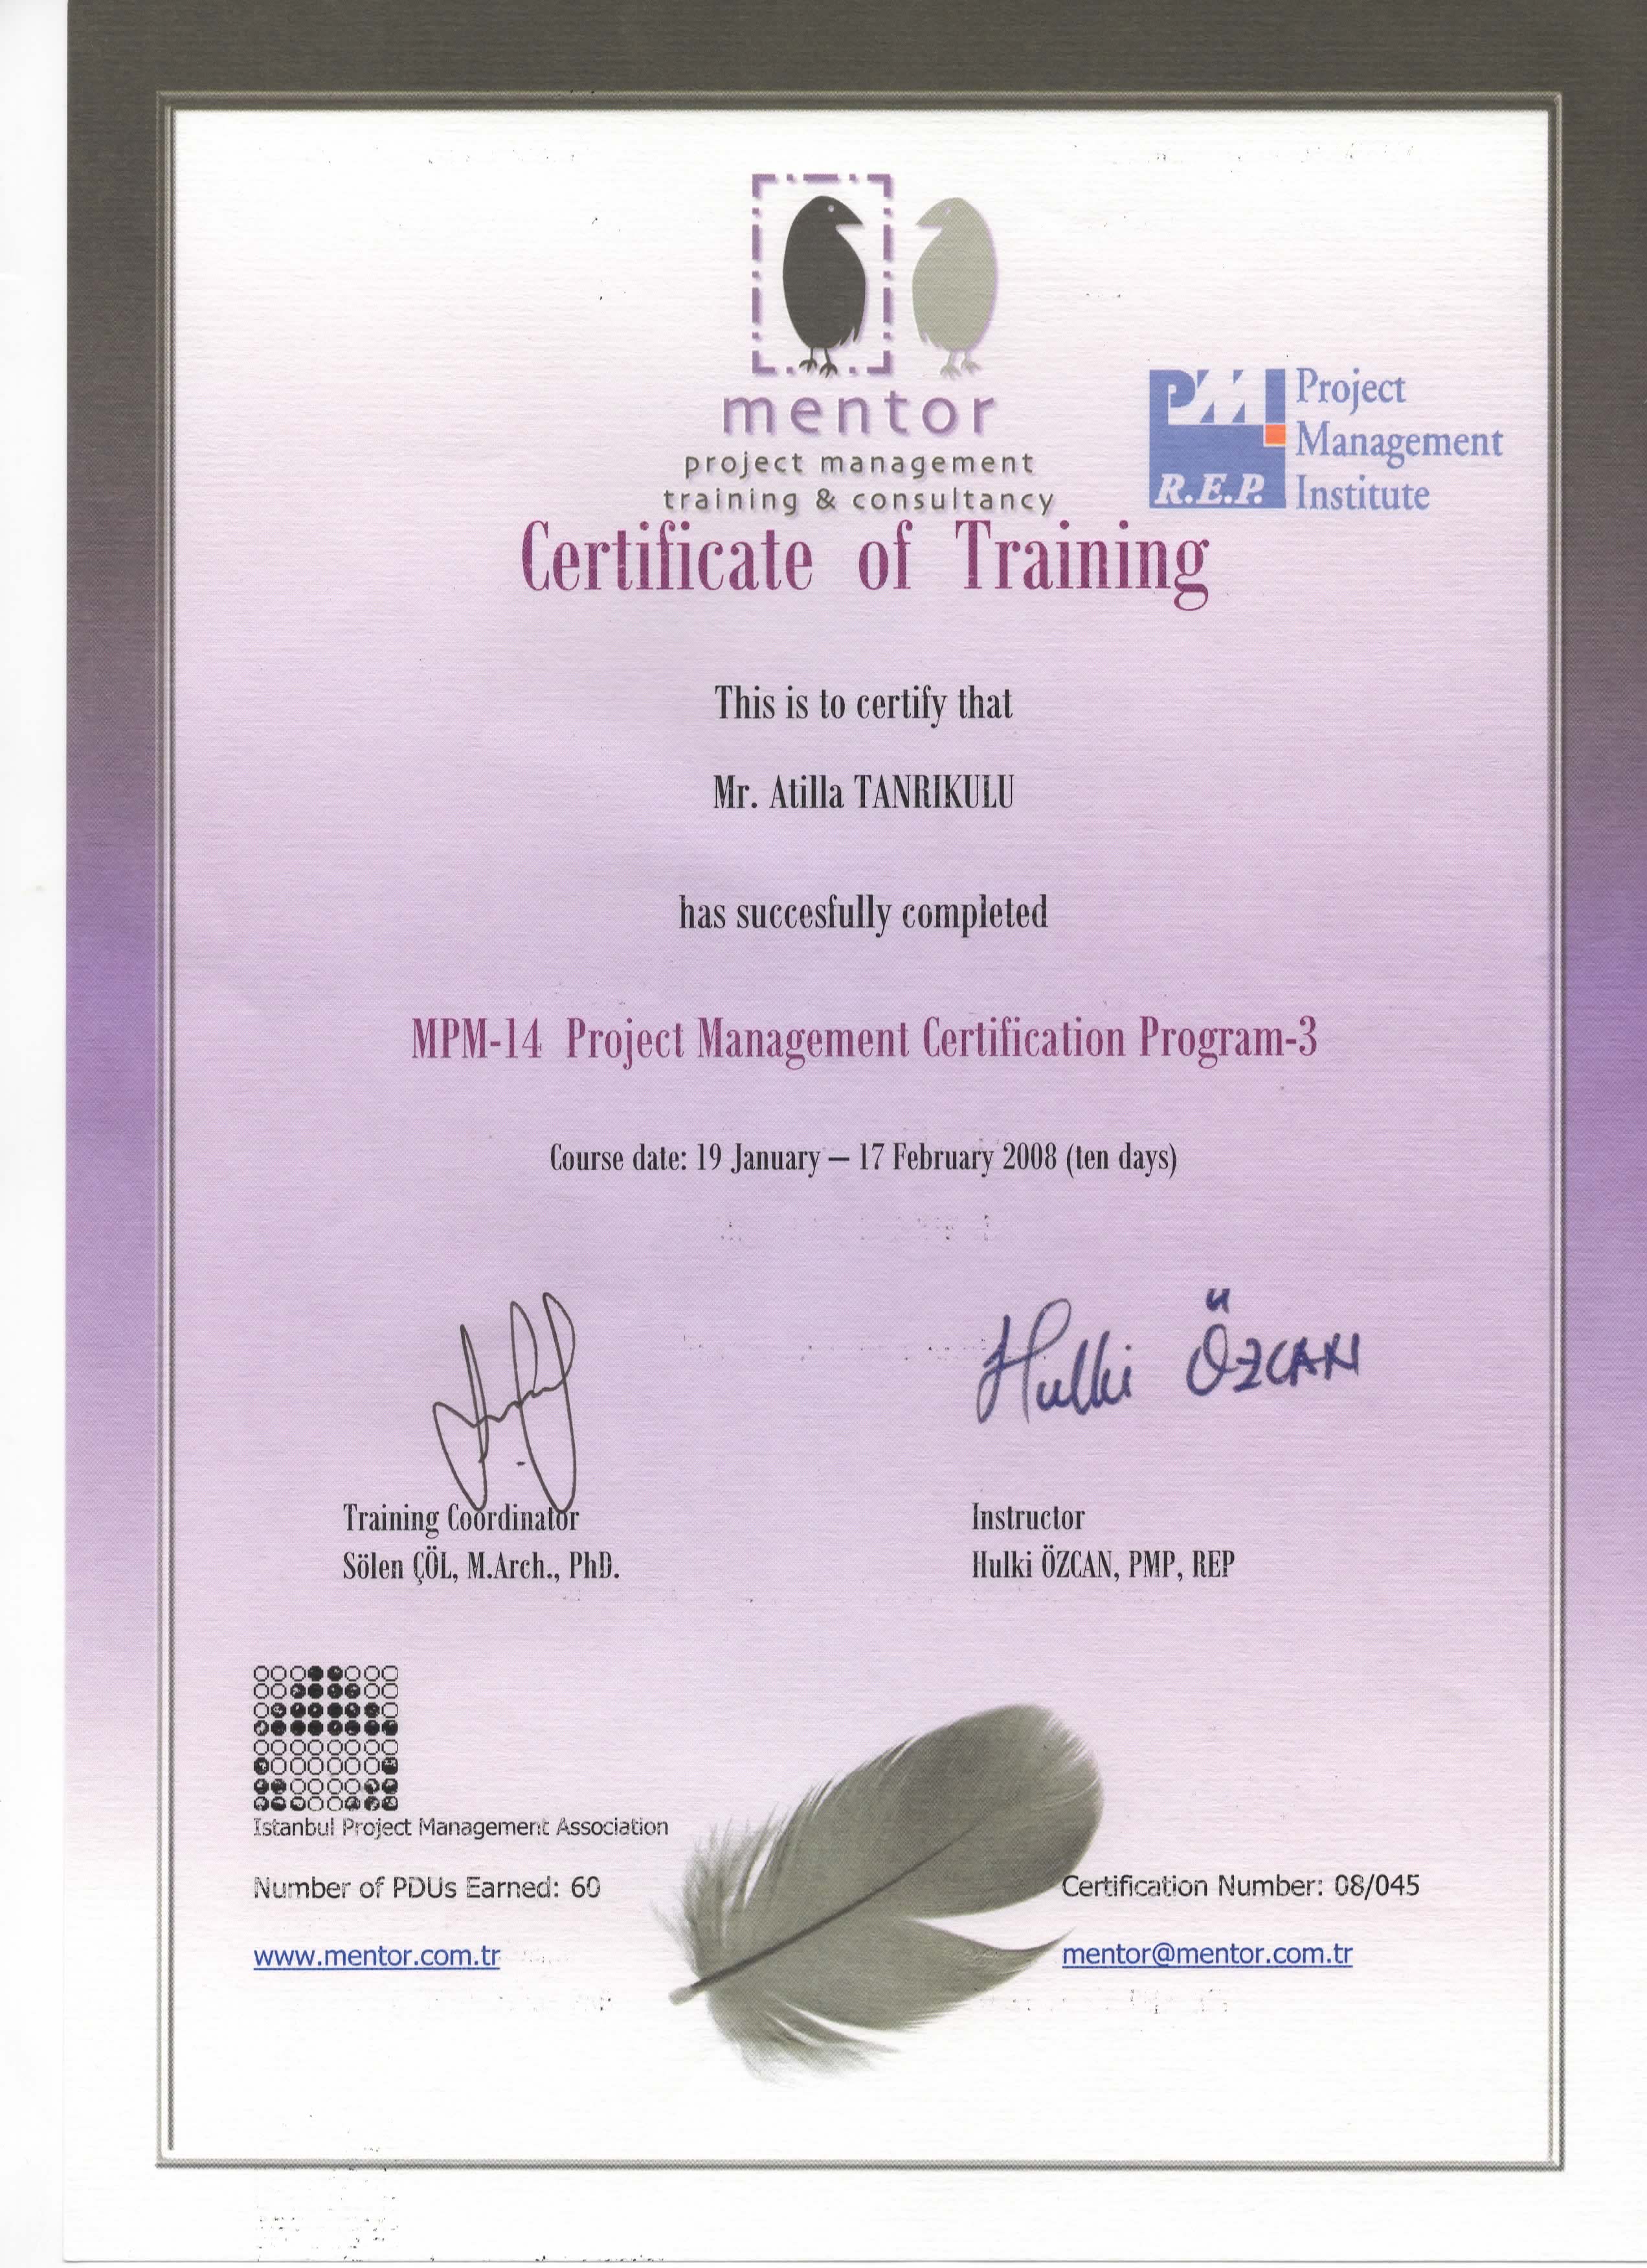 mentor
project management
training & consultancy
PMI
R.E.P.
Project
Management
Institute
Certificate of Training
This is to certify that
Mr. Atilla TANRIKULU
has succesfully completed
MPM-14 Project Management Certification Program-3
Course date: 19 January – 17 February 2008 (ten days)
Hulki ÖZCAN
Training Coordinator
Sölen ÇÖL, M.Arch., PhD.
Instructor
Hulki ÖZCAN, PMP, REP
Istanbul Project Management Association
Number of PDUs Earned: 60
Certification Number: 08/045
www.mentor.com.tr
mentor@mentor.com.tr